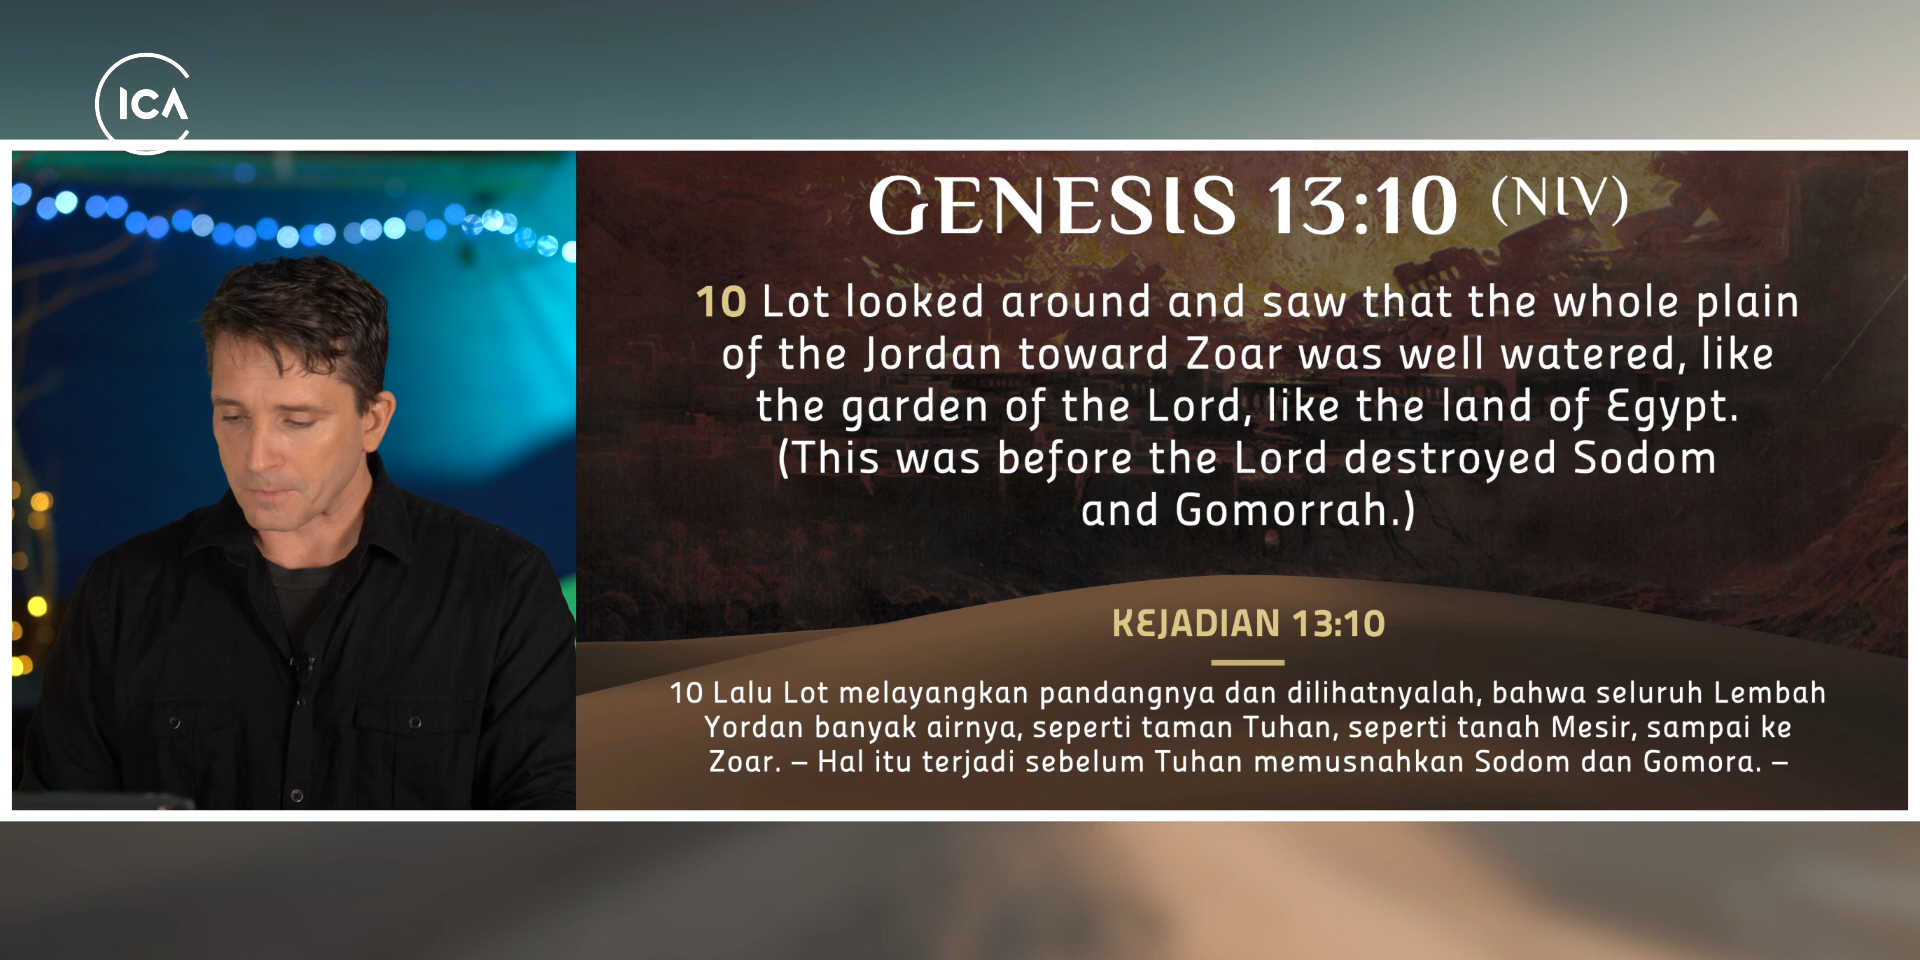 ICA
GENESIS 13:10 (NIV)
10 Lot looked around and saw that the whole plain
of the Jordan toward Zoar was well watered, like
the garden of the Lord, like the land of Egypt.
(This was before the Lord destroyed Sodom
and Gomorrah.)
KEJADIAN 13:10
10 Lalu Lot melayangkan pandangnya dan dilihatnyalah, bahwa seluruh Lembah
Yordan banyak airnya, seperti taman Tuhan, seperti tanah Mesir, sampai ke
Zoar. – Hal itu terjadi sebelum Tuhan memusnahkan Sodom dan Gomora. –